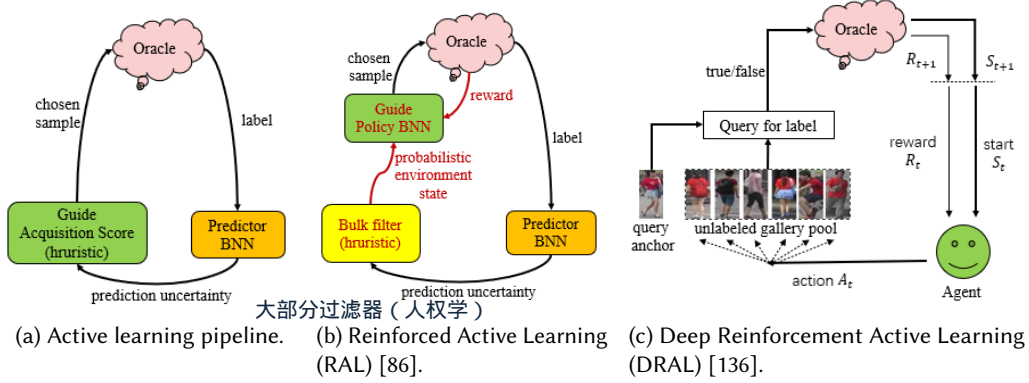 Oracle
chosen
sample
label
Guide
Acquisition Score
(hruristic)
Predictor
BNN
prediction uncertainty
(a) Active learning pipeline.
Oracle
chosen
sample
reward
Guide
Policy BNN
label
probabilistic
environment
state
Bulk filter
(hruristic)
Predictor
BNN
prediction uncertainty
大部分过滤器（人权学）
(b) Reinforced Active Learning
(RAL) [86].
Oracle
true/false
R_{t+1}
S_{t+1}
Query for label
reward
R_t
start
S_t
query
anchor
unlabeled gallery pool
action A_t
Agent
(c) Deep Reinforcement Active Learning
(DRAL) [136].